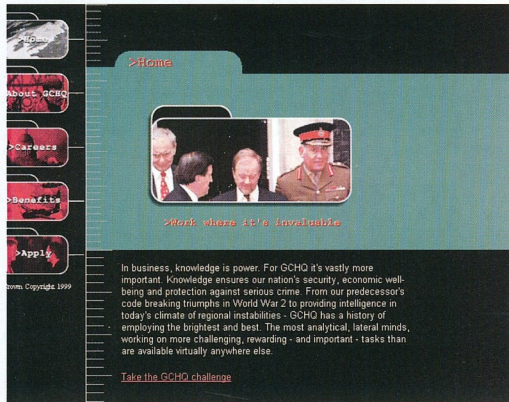 >Home
>Home
About GCHQ
>Careers
>Benefits
>Work where it's invaluable
>Apply
In business, knowledge is power. For GCHQ it's vastly more
important. Knowledge ensures our nation's security, economic well-
being and protection against serious crime. From our predecessor's
code breaking triumphs in World War 2 to providing intelligence in
today's climate of regional instabilities - GCHQ has a history of
employing the brightest and best. The most analytical, lateral minds,
working on more challenging, rewarding - and important - tasks than
are available virtually anywhere else.
Take the GCHQ challenge
rown Copyright 1999